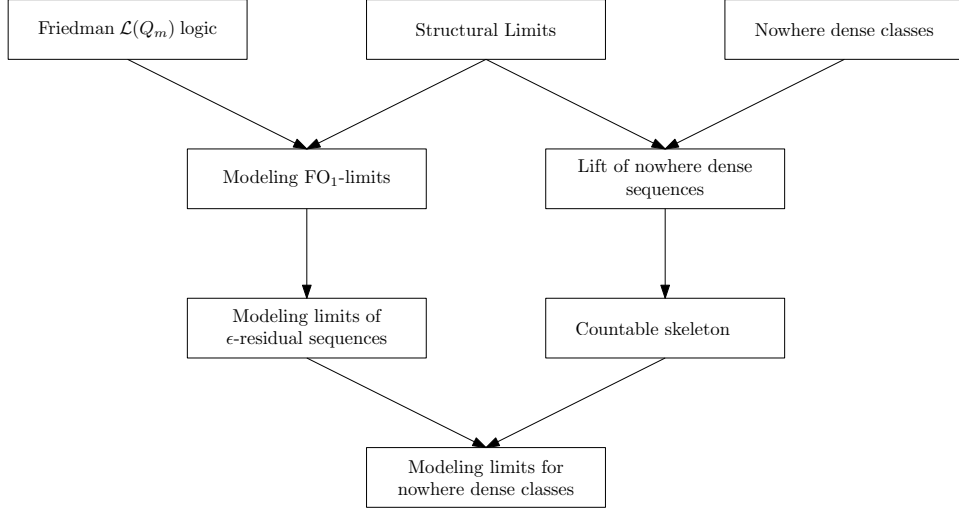 Friedman $\mathcal{L}(Q_m)$ logic
Structural Limits
Nowhere dense classes
Modeling FO$_1$-limits
Lift of nowhere dense
sequences
Modeling limits of
ϵ-residual sequences
Countable skeleton
Modeling limits for
nowhere dense classes